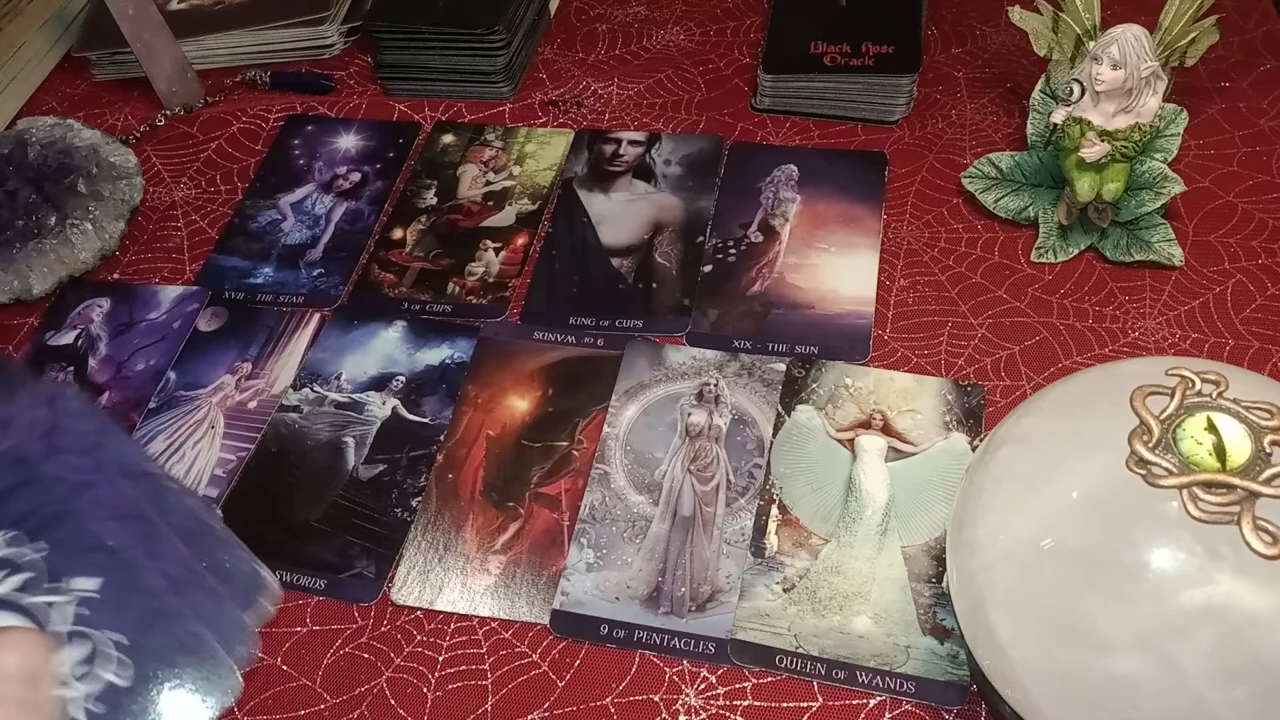 Black Rose
Oracle
XVII - THE STAR
3 OF CUPS
KING OF CUPS
XIX - THE SUN
9 OF WANDS
SWORDS
9 OF PENTACLES
QUEEN OF WANDS